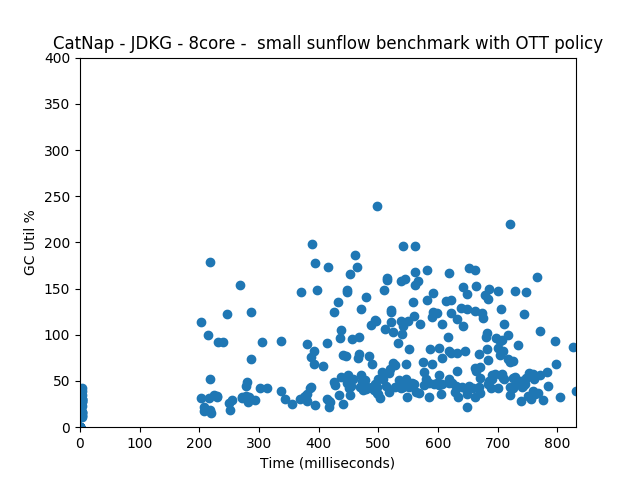 CatNap - JDKG - 8core -  small sunflow benchmark with OTT policy
400
350
300
250
200
150
100
50
0
GC Util %
0 100 200 300 400 500 600 700 800
Time (milliseconds)